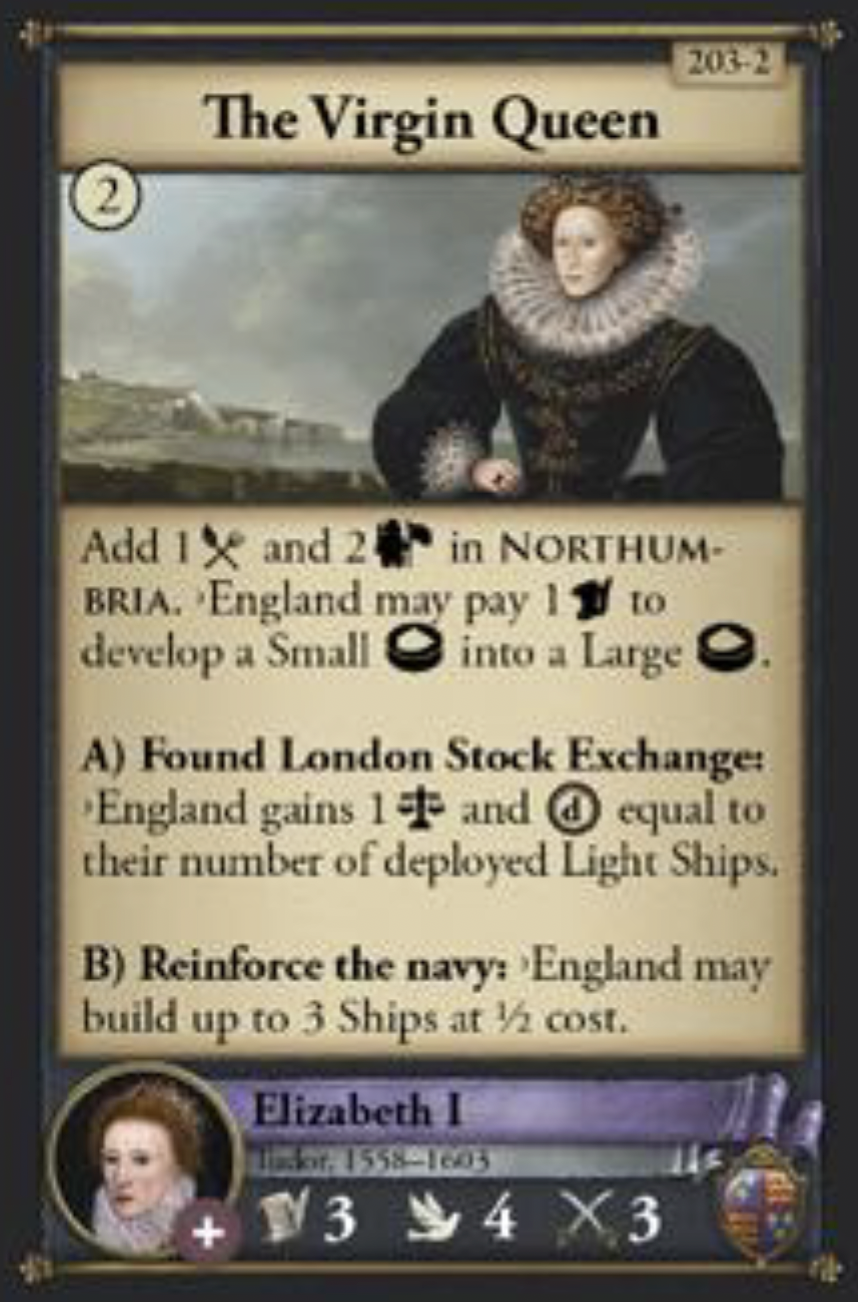 203-2
The Virgin Queen
2
Add 1 and 2 in NORTHUM-
BRIA. ›England may pay 1 to
develop a Small into a Large .
A) Found London Stock Exchange:
›England gains 1 and d equal to
their number of deployed Light Ships.
B) Reinforce the navy: ›England may
build up to 3 Ships at ½ cost.
Elizabeth I
Tudor, 1558–1603
+ 3 4 3